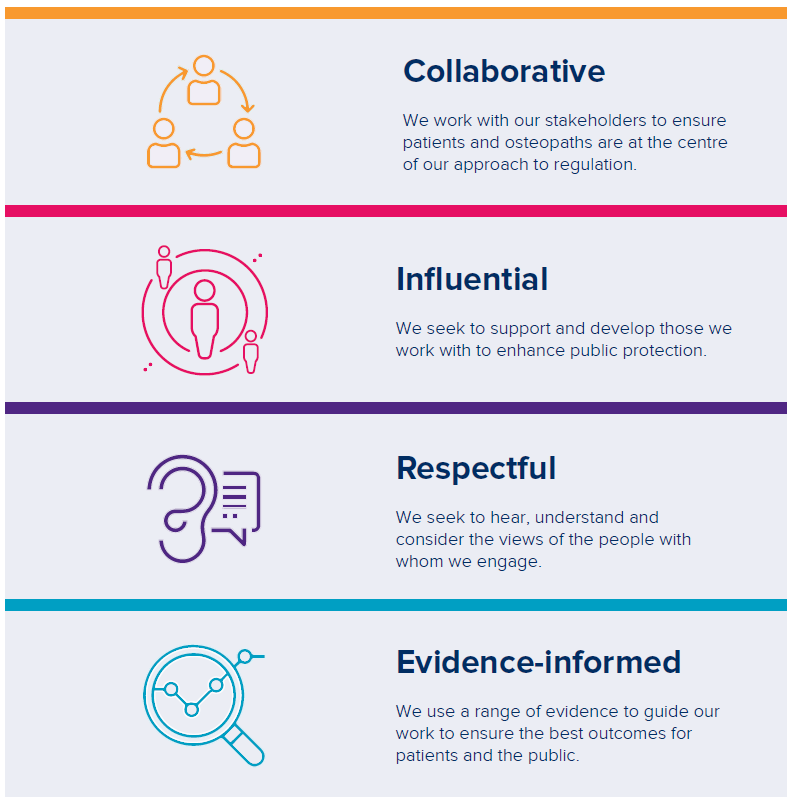 Collaborative
We work with our stakeholders to ensure
patients and osteopaths are at the centre
of our approach to regulation.
Influential
We seek to support and develop those we
work with to enhance public protection.
Respectful
We seek to hear, understand and
consider the views of the people with
whom we engage.
Evidence-informed
We use a range of evidence to guide our
work to ensure the best outcomes for
patients and the public.